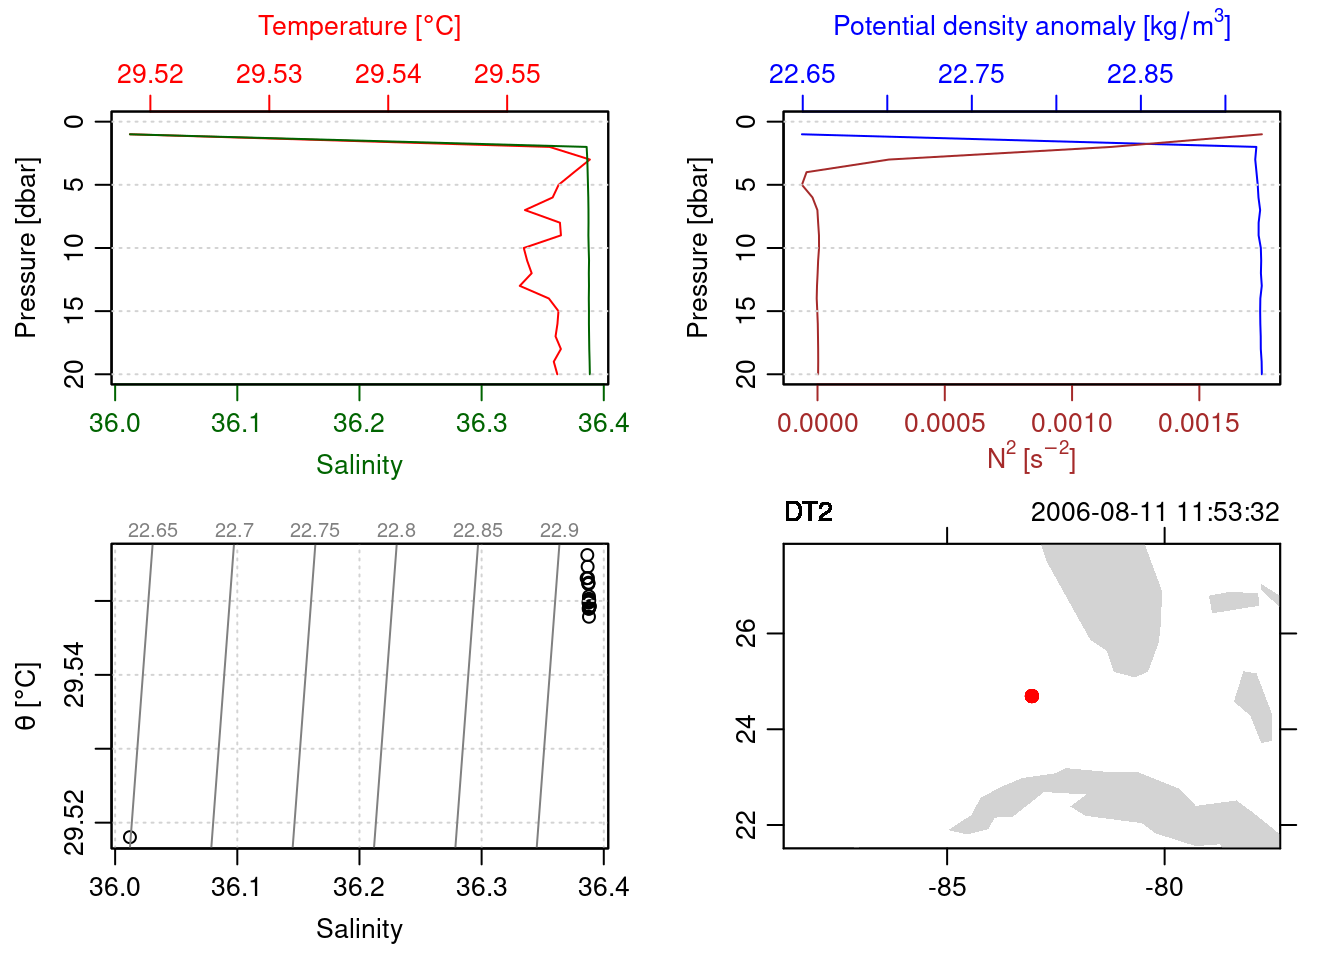 Temperature [°C]
29.52 29.53 29.54 29.55
0 5 10 15 20
Pressure [dbar]
36.0 36.1 36.2 36.3 36.4
Salinity
Potential density anomaly [kg/m³]
22.65 22.75 22.85
0 5 10 15 20
Pressure [dbar]
0.0000 0.0005 0.0010 0.0015
N² [s⁻²]
22.65 22.7 22.75 22.8 22.85 22.9
29.54
29.52
θ [°C]
36.0 36.1 36.2 36.3 36.4
Salinity
DT2 2006-08-11 11:53:32
26
24
22
-85 -80